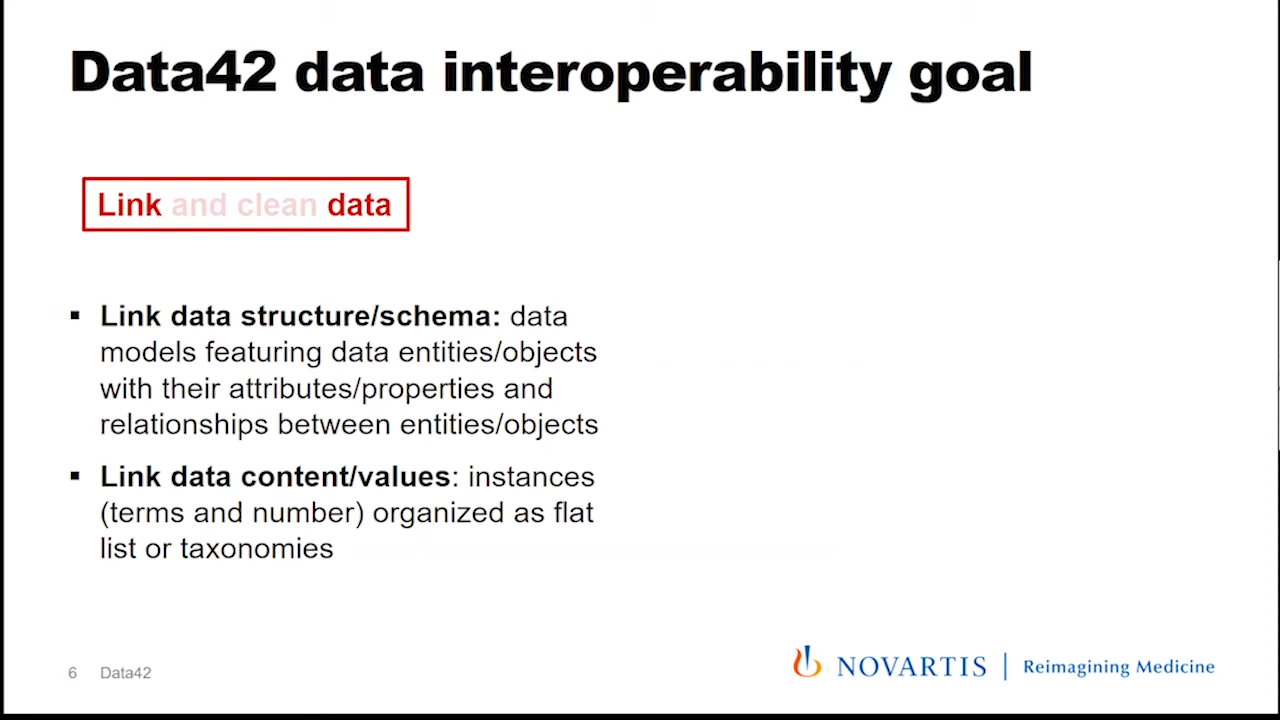 Data42 data interoperability goal
Link and clean data
▪ Link data structure/schema: data
models featuring data entities/objects
with their attributes/properties and
relationships between entities/objects
▪ Link data content/values: instances
(terms and number) organized as flat
list or taxonomies
6 Data42
NOVARTIS | Reimagining Medicine